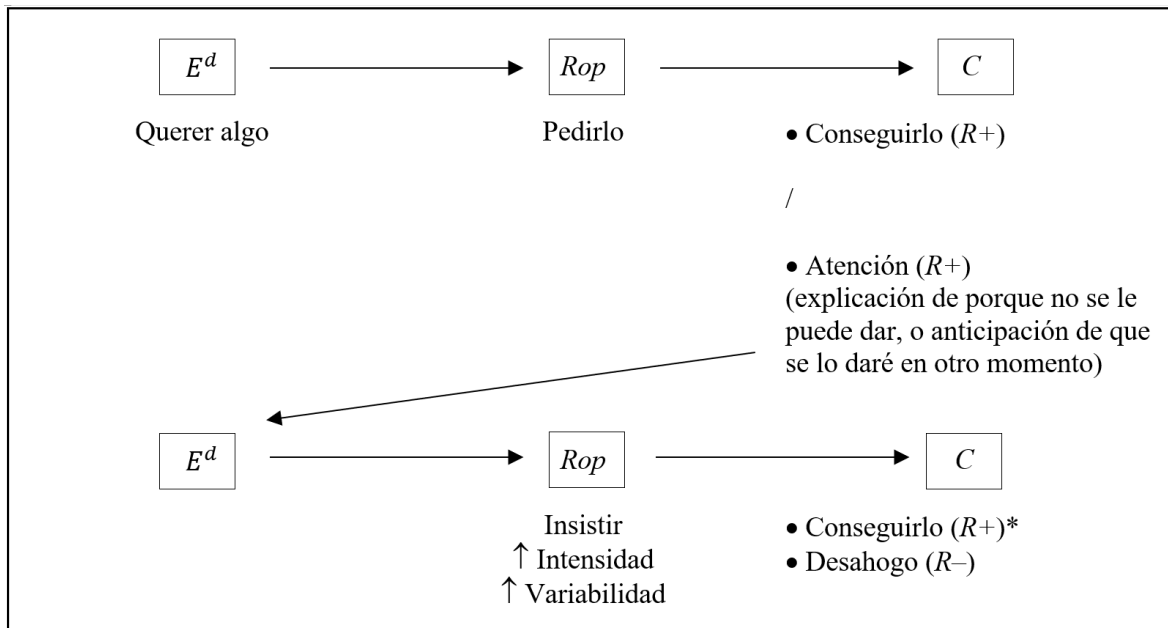 E^d Rop C
Querer algo Pedirlo • Conseguirlo (R+)
/
• Atención (R+)
(explicación de porque no se le
puede dar, o anticipación de que
se lo daré en otro momento)
E^d Rop C
Insistir • Conseguirlo (R+)*
↑ Intensidad • Desahogo (R–)
↑ Variabilidad